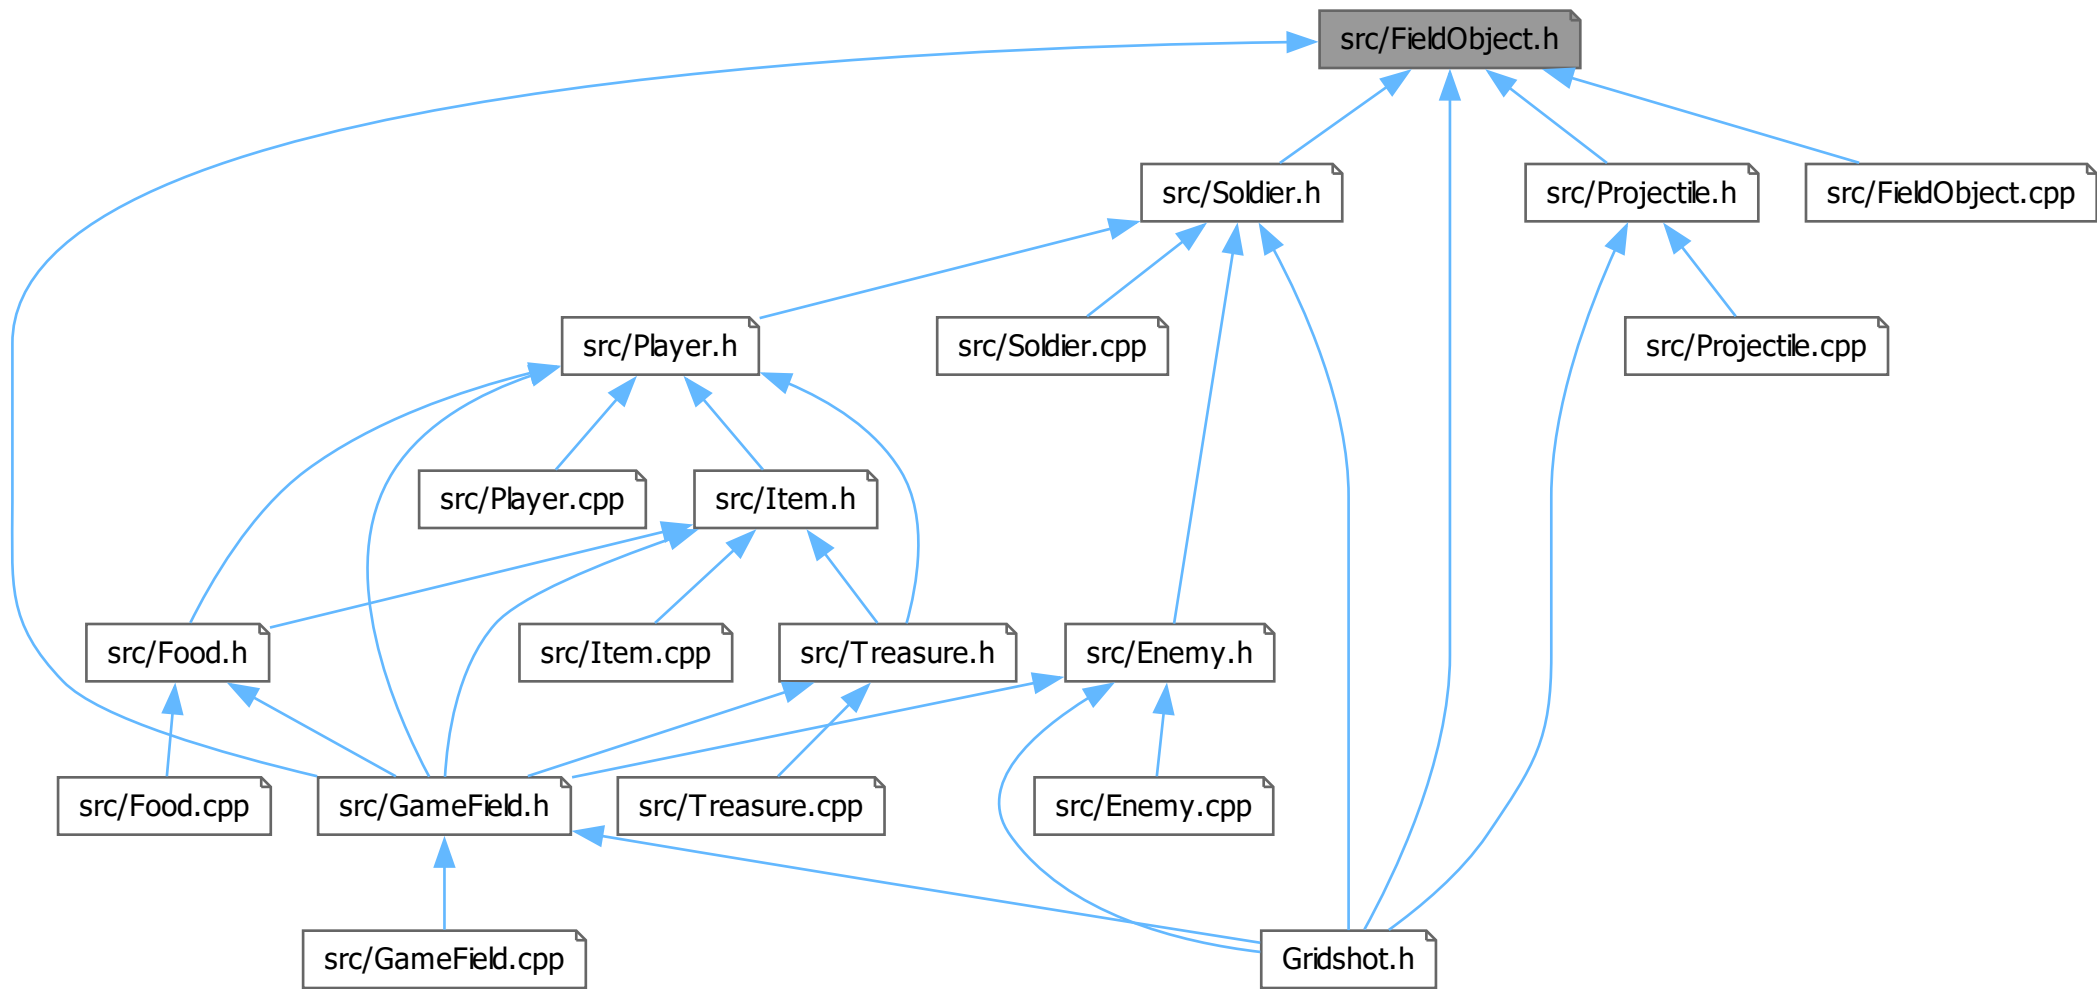 src/FieldObject.h
src/Soldier.h
src/Projectile.h
src/FieldObject.cpp
src/Player.h
src/Soldier.cpp
src/Projectile.cpp
src/Player.cpp
src/Item.h
src/Food.h
src/Item.cpp
src/Treasure.h
src/Enemy.h
src/Food.cpp
src/GameField.h
src/Treasure.cpp
src/Enemy.cpp
src/GameField.cpp
Gridshot.h